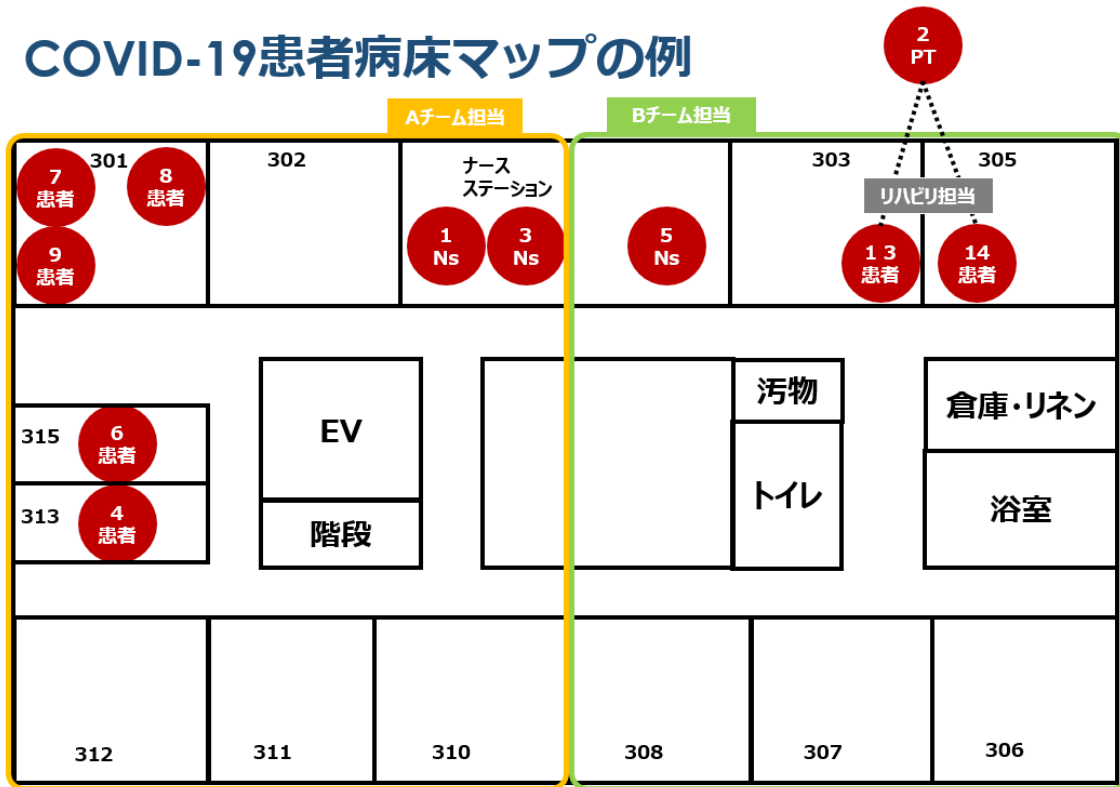 COVID-19患者病床マップの例
2
PT
Aチーム担当
Bチーム担当
301
302
ナース
ステーション
303
305
7
患者
8
患者
リハビリ担当
9
患者
1
Ns
3
Ns
5
Ns
1 3
患者
14
患者
315
6
患者
EV
汚物
倉庫・リネン
313
4
患者
階段
トイレ
浴室
312
311
310
308
307
306